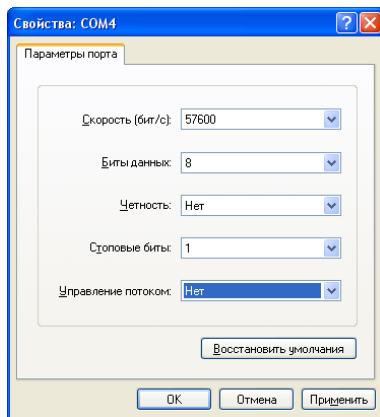 Свойства: COM4
Параметры порта
Скорость (бит/с): 57600
Биты данных: 8
Четность: Нет
Стоповые биты: 1
Управление потоком: Нет
Восстановить умолчания
OK Отмена Применить